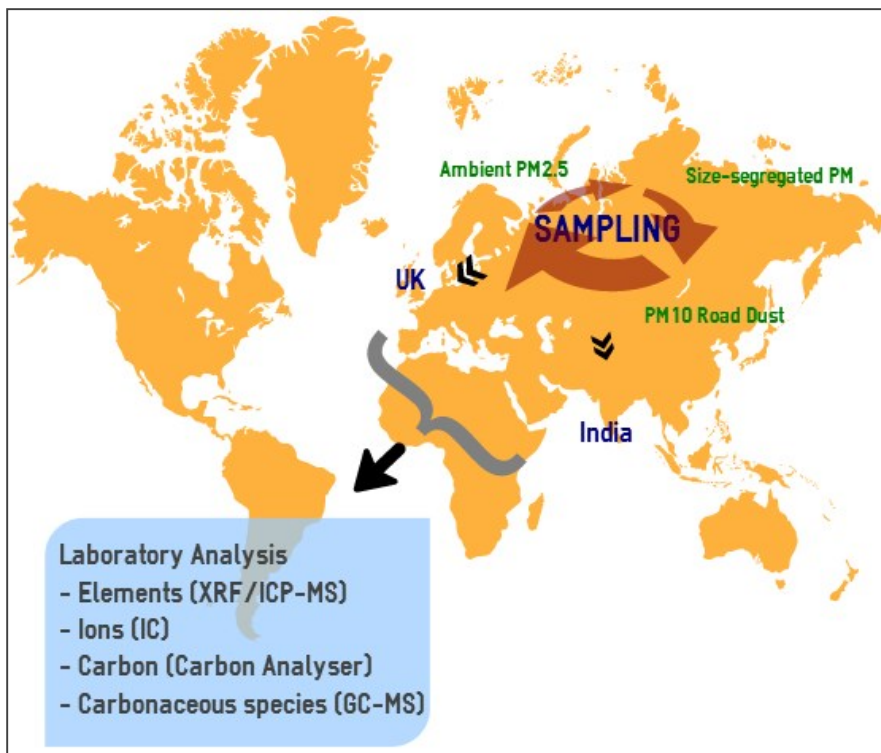 Ambient PM2.5
Size-segregated PM
SAMPLING
UK
PM10 Road Dust
India
Laboratory Analysis
- Elements (XRF/ICP-MS)
- Ions (IC)
- Carbon (Carbon Analyser)
- Carbonaceous species (GC-MS)